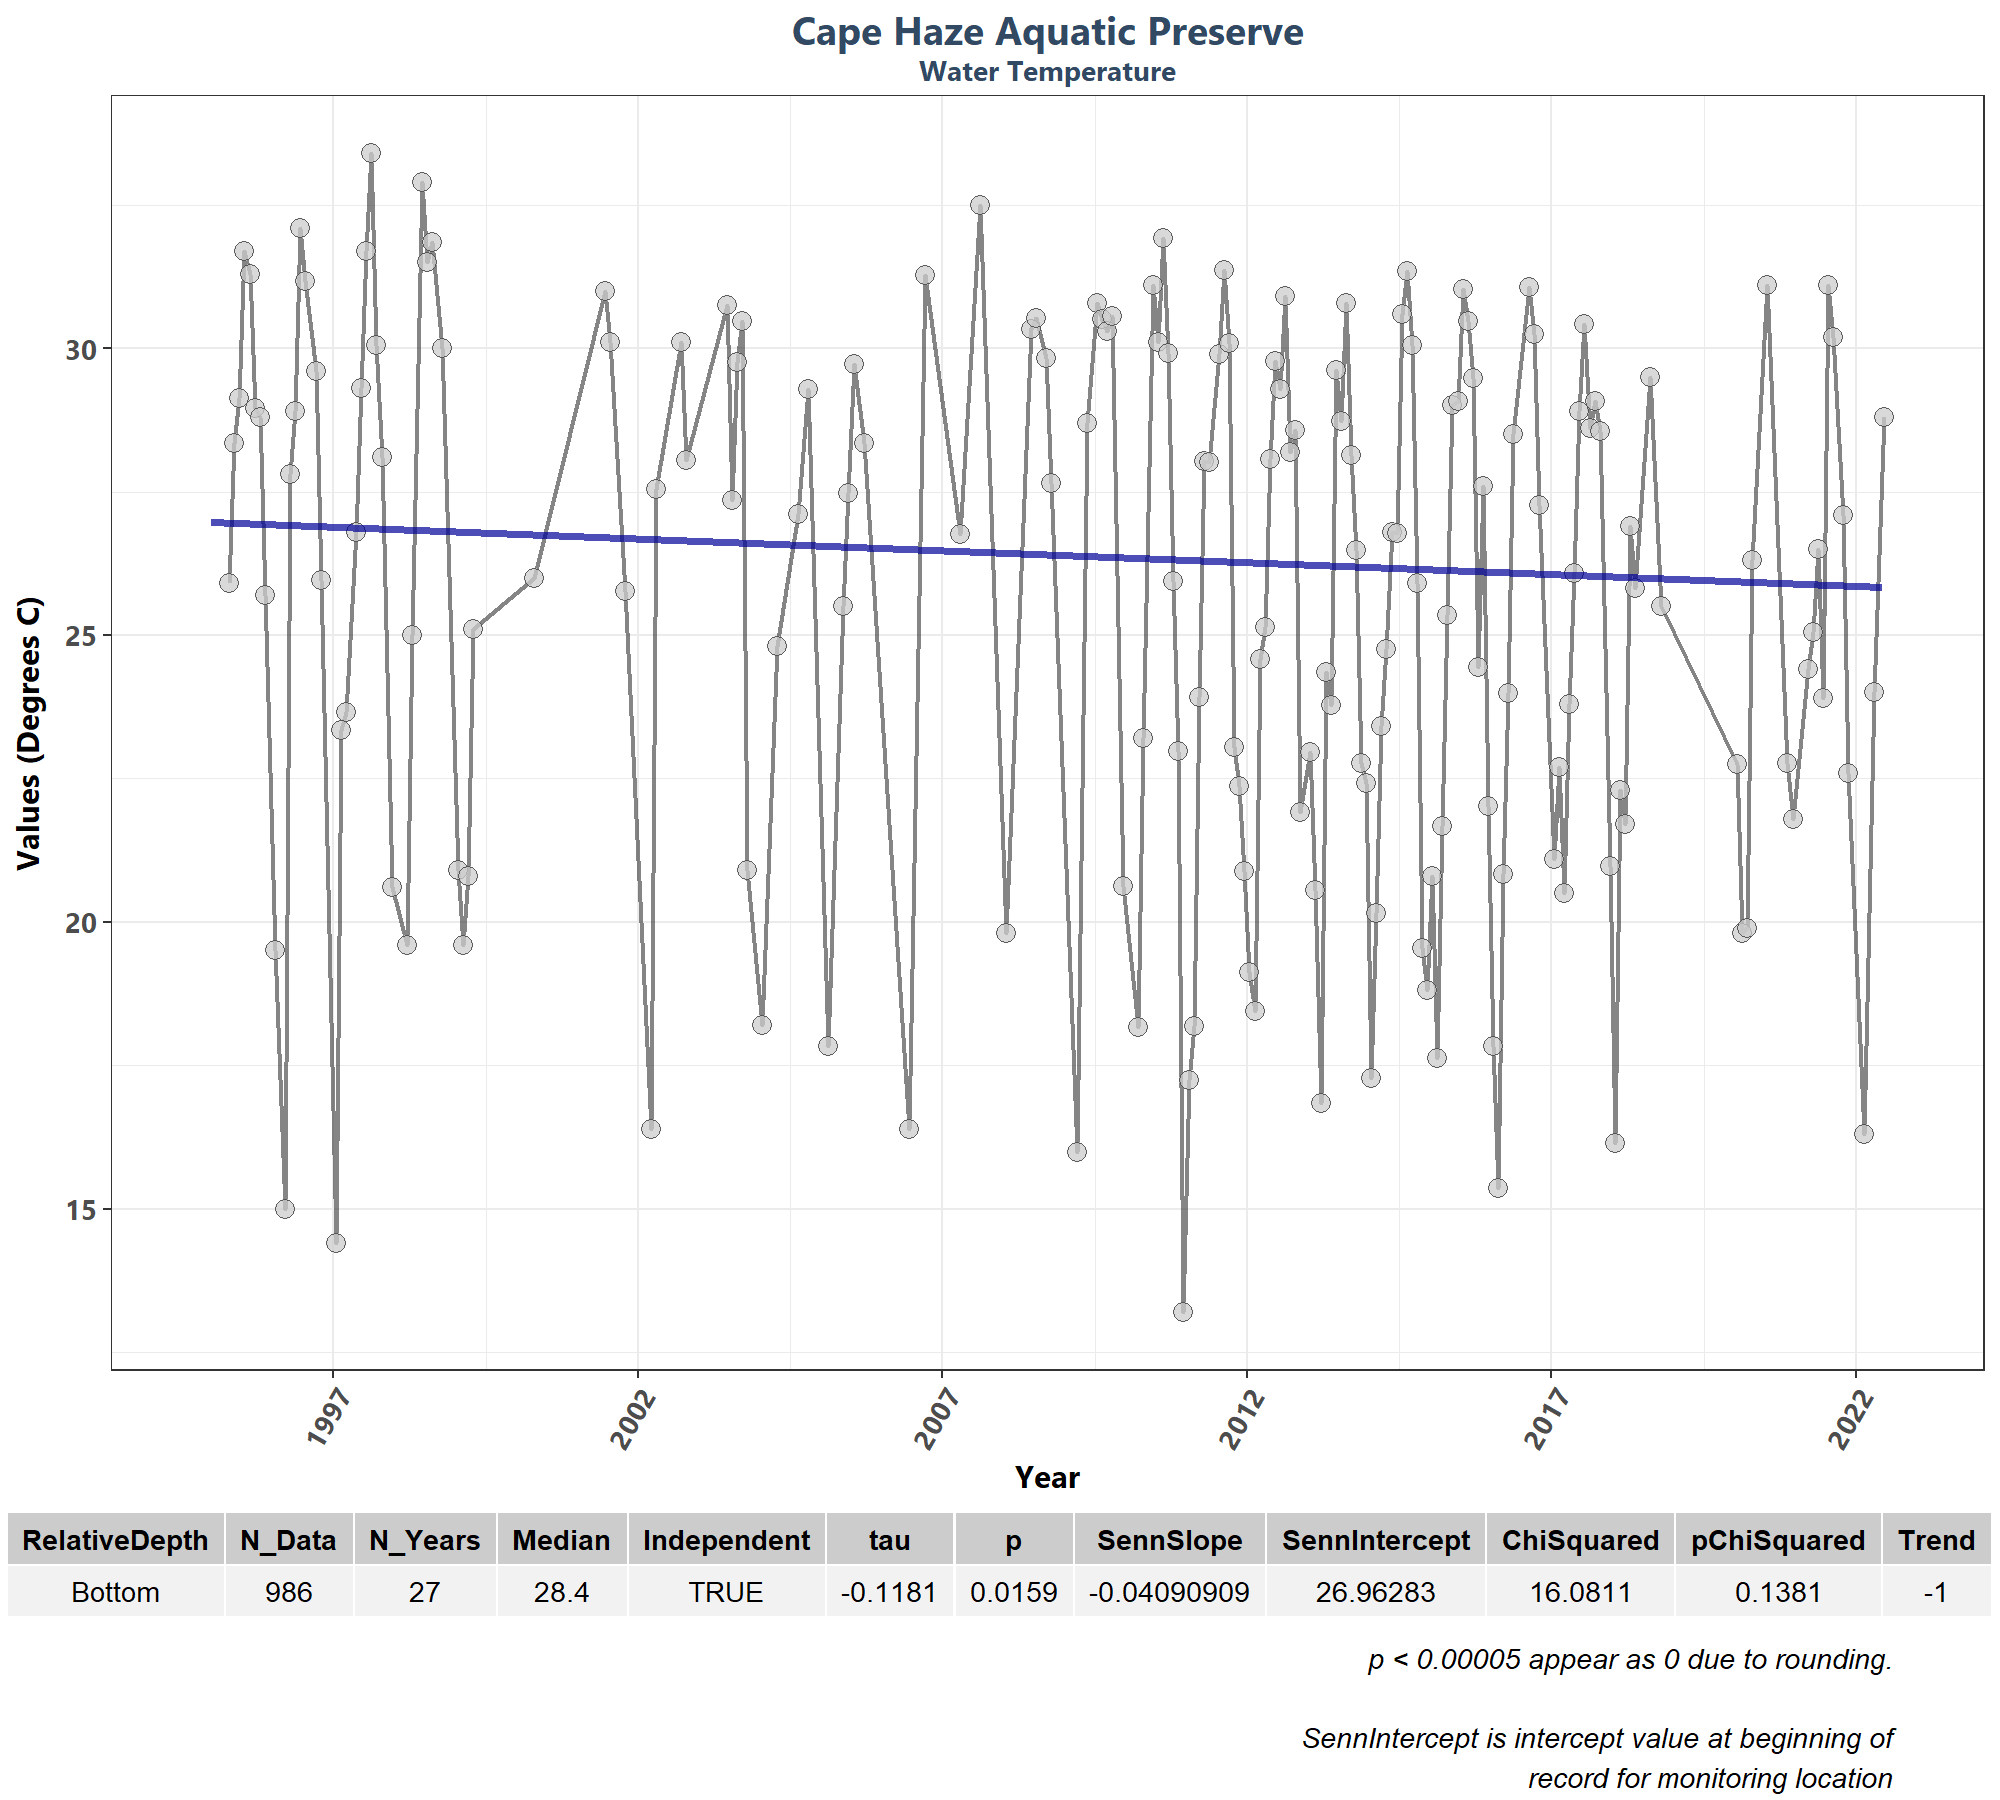 Cape Haze Aquatic Preserve
Water Temperature
Values (Degrees C)
30
25
20
15
1997 2002 2007 2012 2017 2022
Year
RelativeDepth N_Data N_Years Median Independent tau p SennSlope SennIntercept ChiSquared pChiSquared Trend
Bottom 986 27 28.4 TRUE -0.1181 0.0159 -0.04090909 26.96283 16.0811 0.1381 -1
p < 0.00005 appear as 0 due to rounding.
SennIntercept is intercept value at beginning of
record for monitoring location